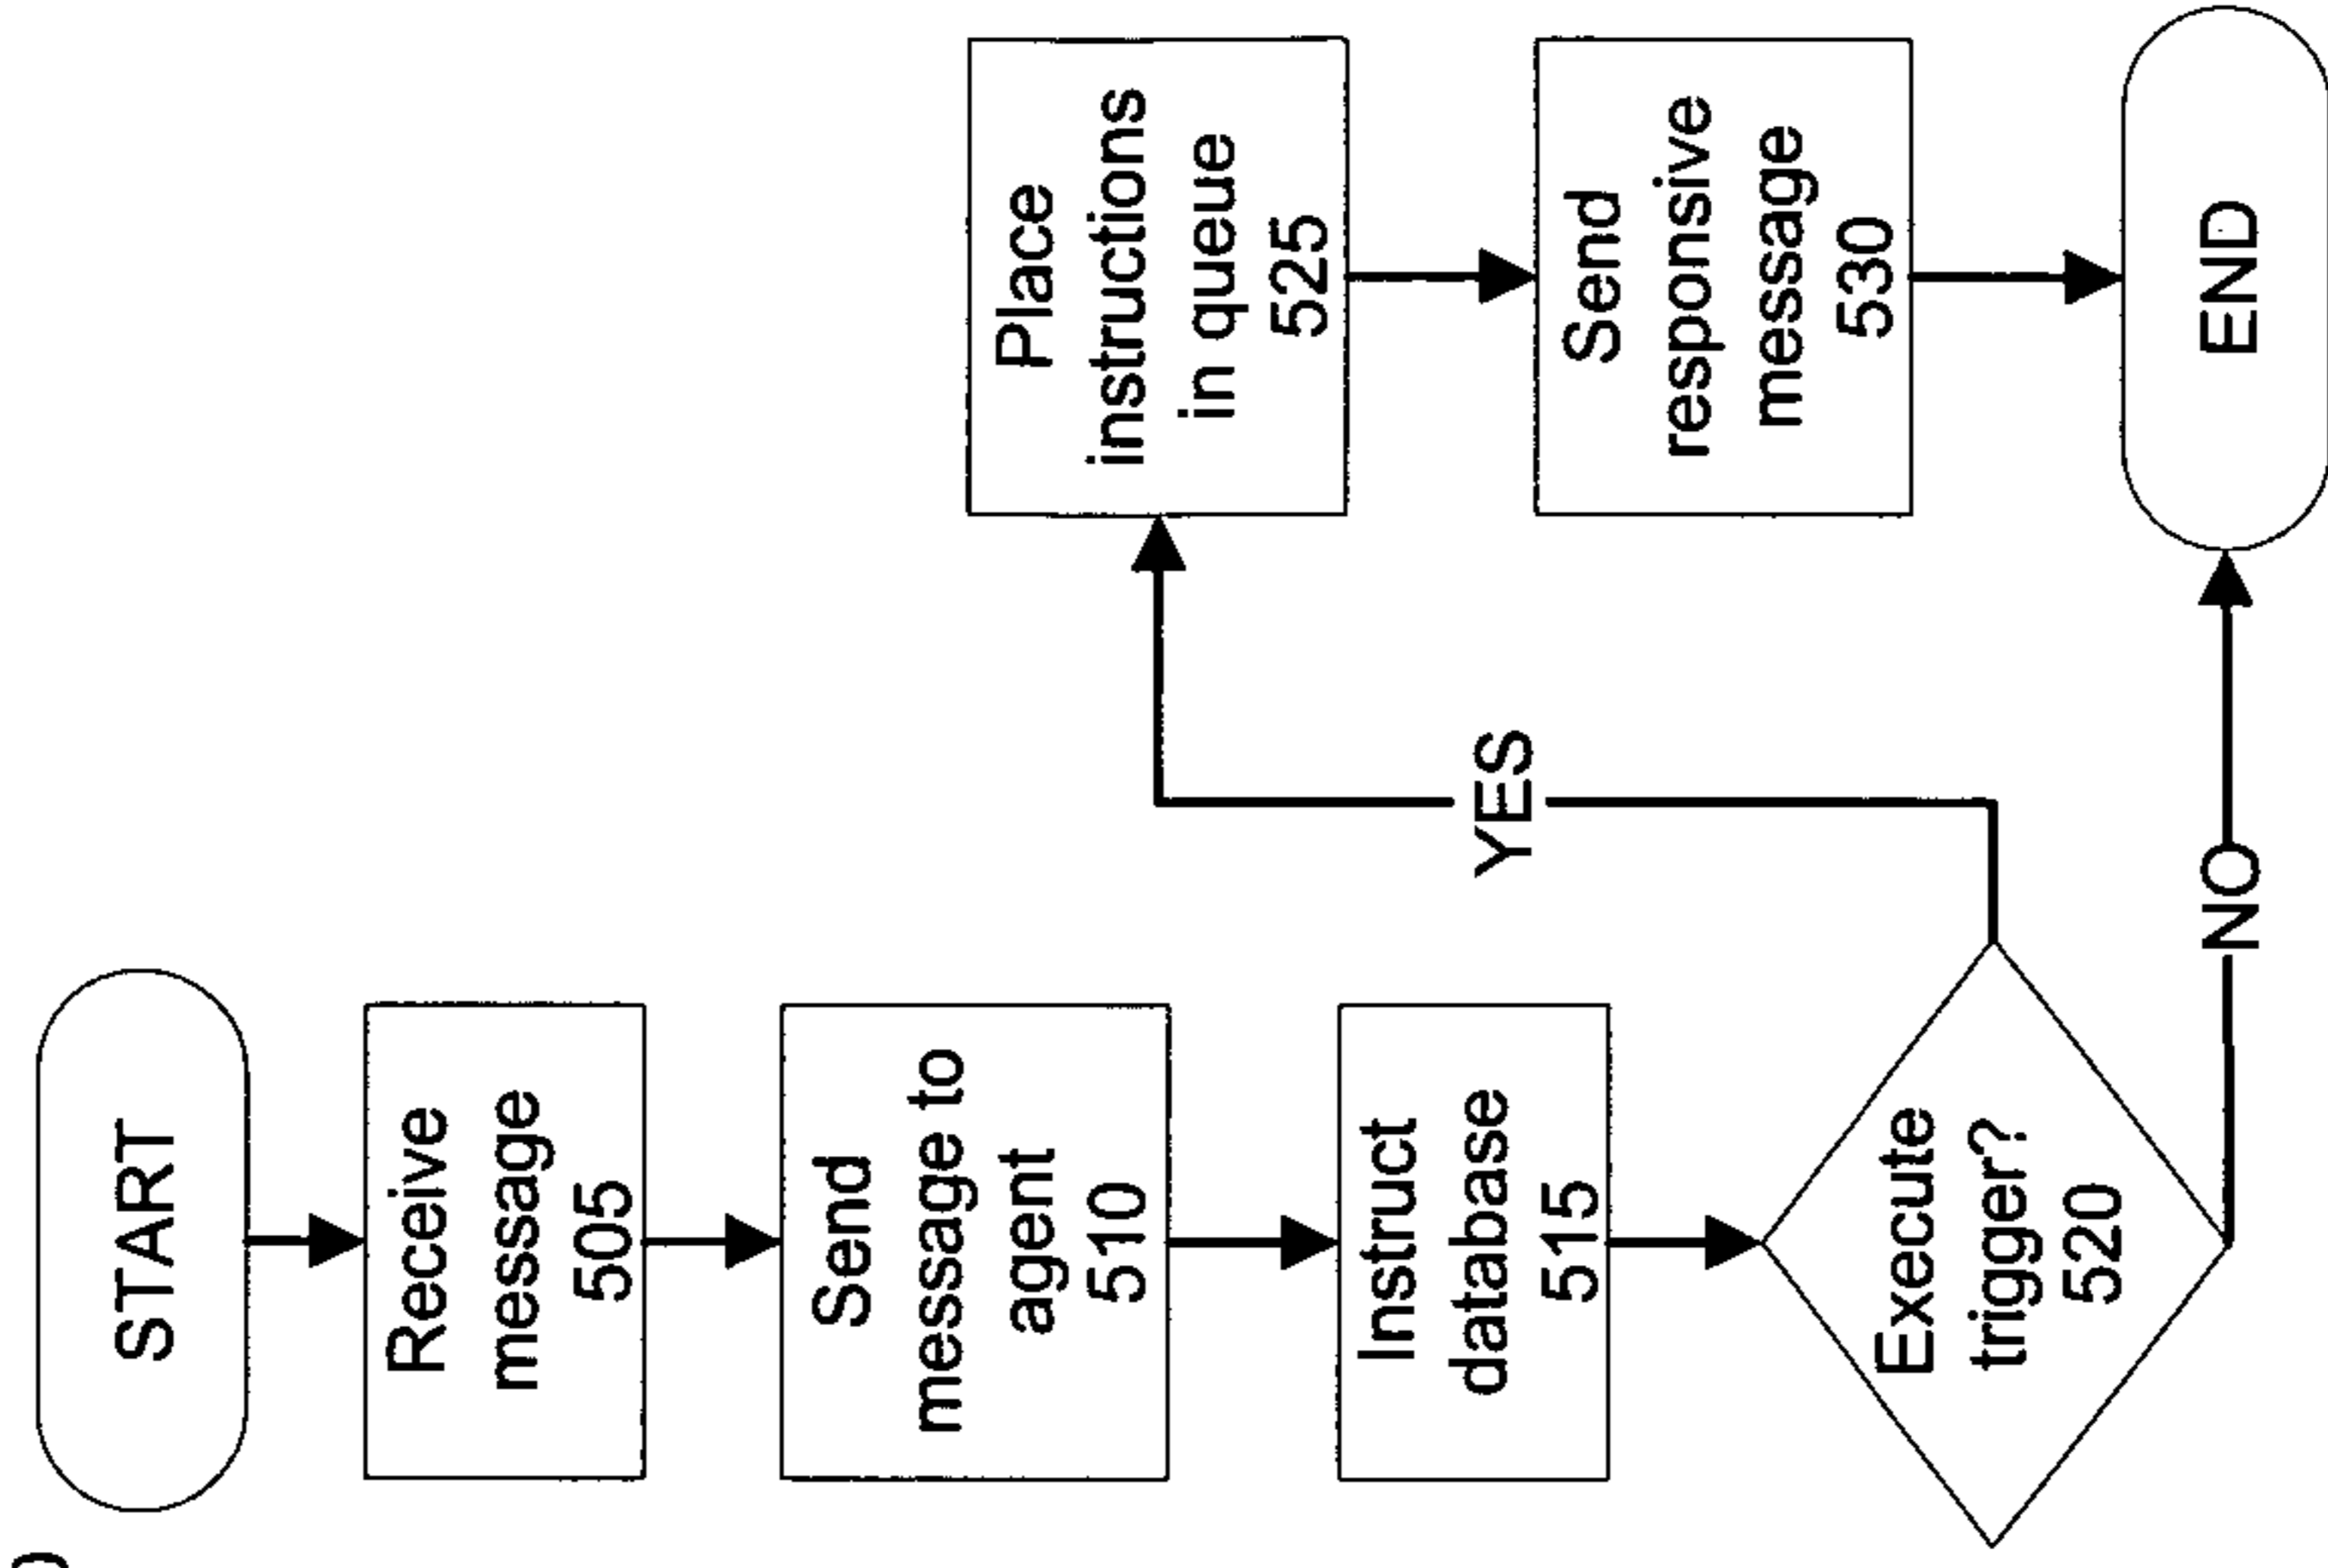 START
Receive
message
505
Send
message to
agent
510
Instruct
database
515
Execute
trigger?
520
YES
NO
Place
instructions
in queue
525
Send
responsive
message
530
END